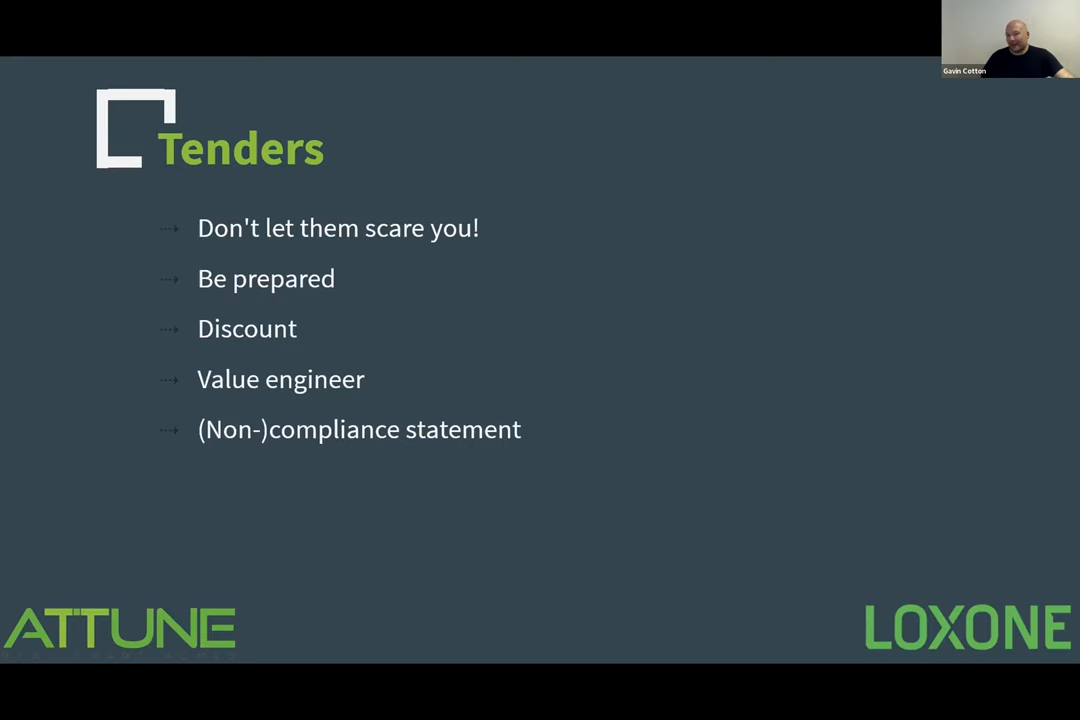 Gavin Cotton
Tenders
Don't let them scare you!
Be prepared
Discount
Value engineer
(Non-)compliance statement
ATTUNE
LOXONE